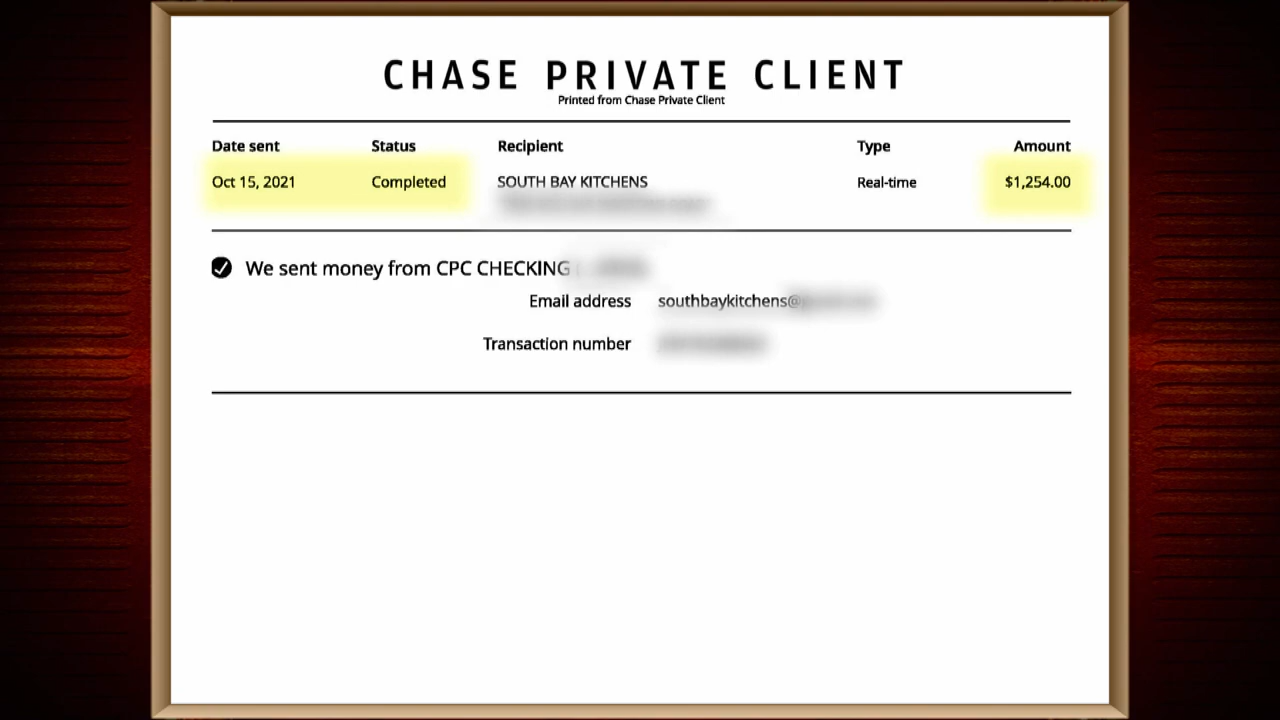 CHASE PRIVATE CLIENT
Printed from Chase Private Client
Date sent Status Recipient Type Amount
Oct 15, 2021 Completed SOUTH BAY KITCHENS Real-time $1,254.00
We sent money from CPC CHECKING
Email address southbaykitchens@
Transaction number